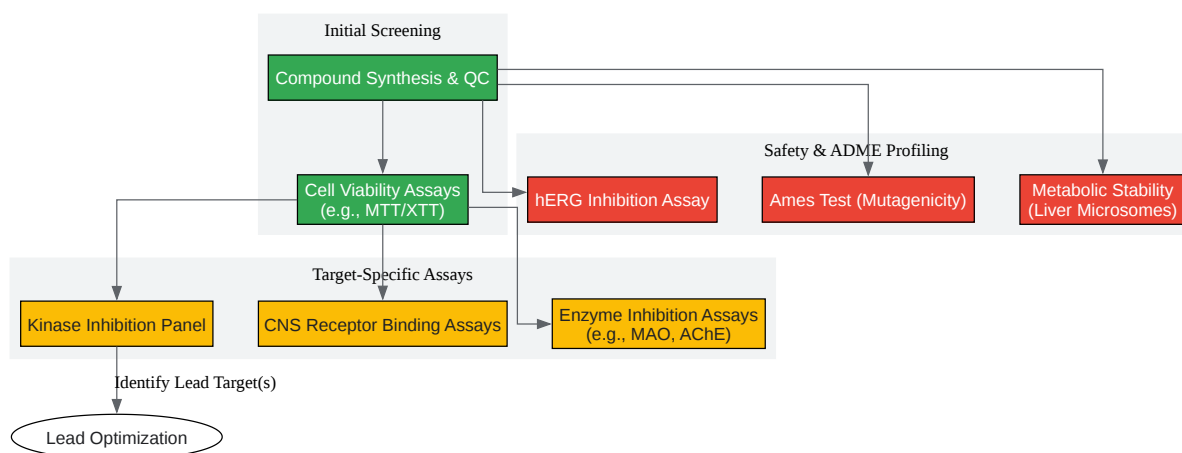 Initial Screening
Compound Synthesis & QC
Safety & ADME Profiling
Cell Viability Assays
(e.g., MTT/XTT)
hERG Inhibition Assay
Ames Test (Mutagenicity)
Metabolic Stability
(Liver Microsomes)
Target-Specific Assays
Kinase Inhibition Panel
CNS Receptor Binding Assays
Enzyme Inhibition Assays
(e.g., MAO, AChE)
Identify Lead Target(s)
Lead Optimization